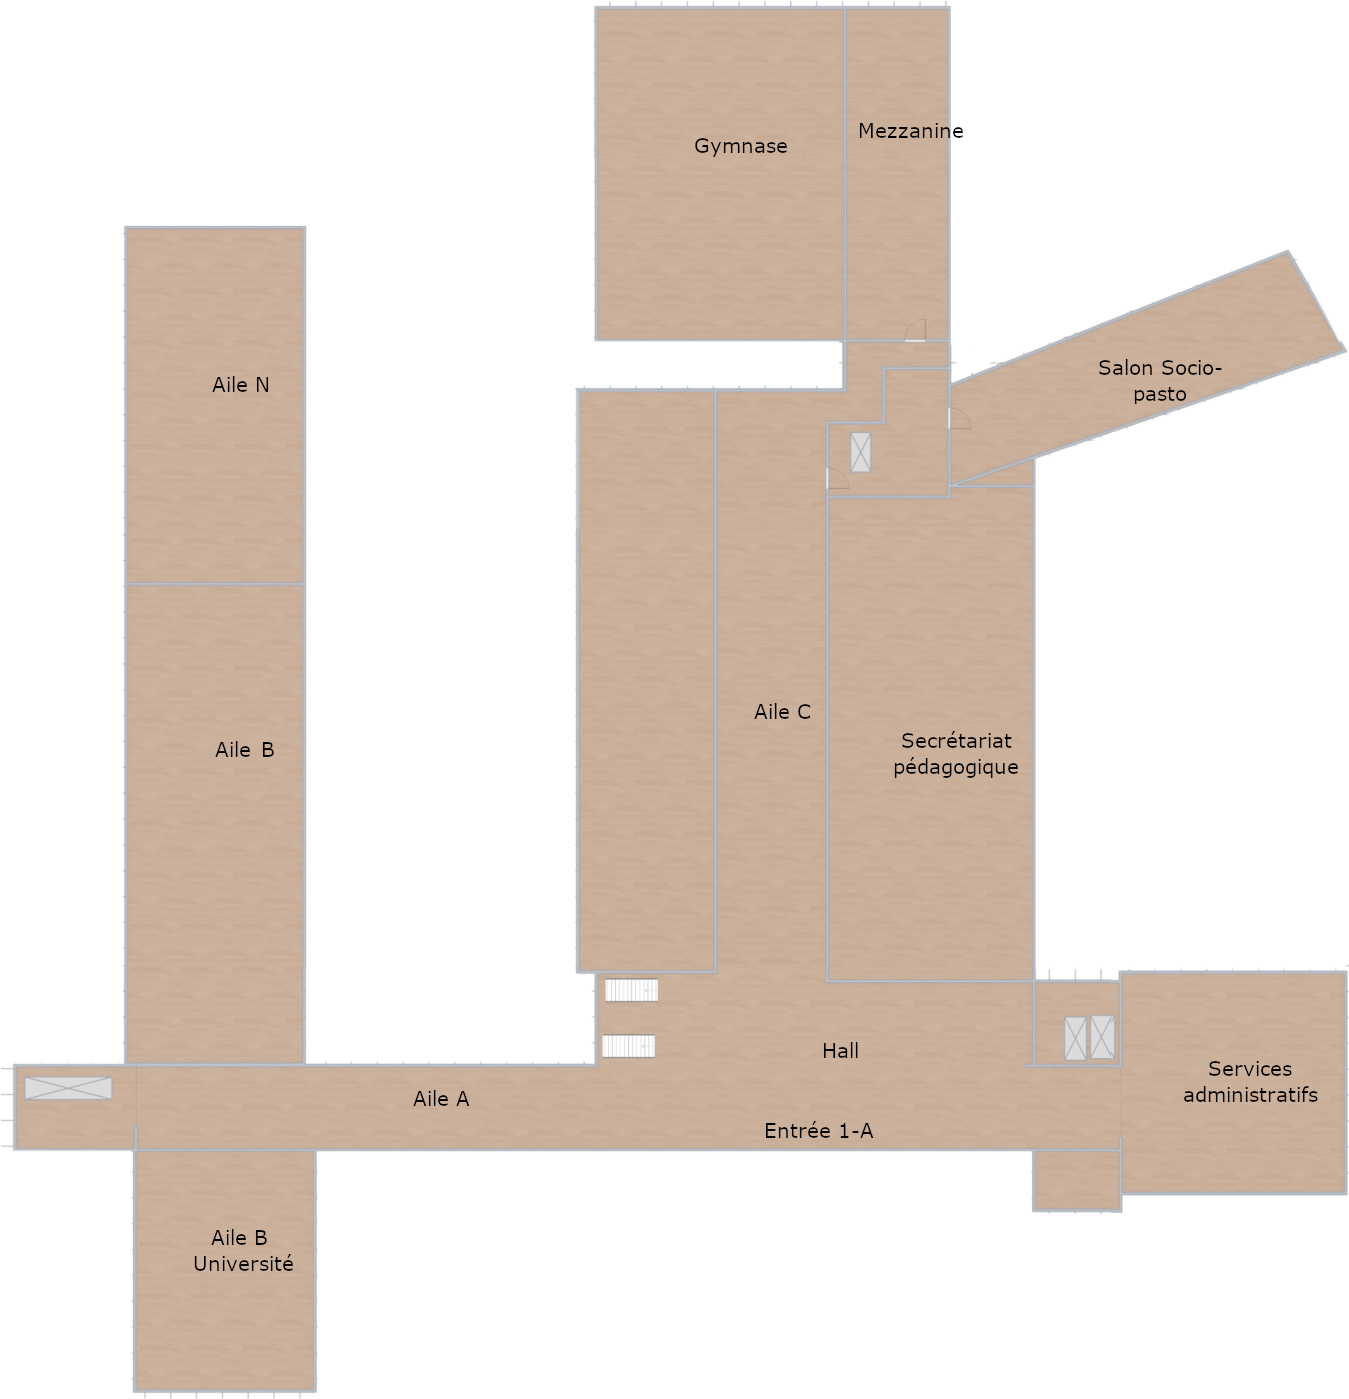 Gymnase
Mezzanine
Salon Socio-
pasto
Aile N
Aile C
Secrétariat
pédagogique
Aile B
Hall
Services
administratifs
Aile A
Entrée 1-A
Aile B
Université